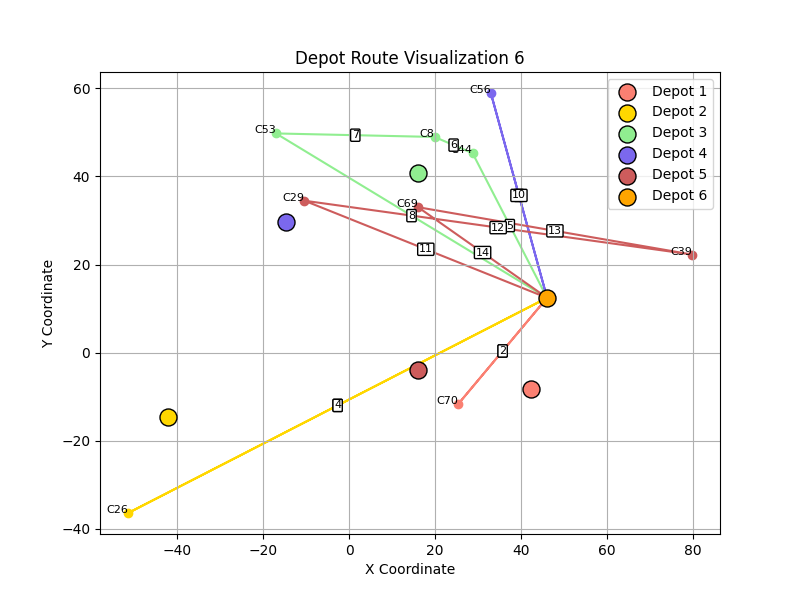 Depot Route Visualization 6
Depot 1
Depot 2
Depot 3
Depot 4
Depot 5
Depot 6
60
40
20
0
−20
−40
Y Coordinate
−40
−20
0
20
40
60
80
X Coordinate
C56
C53
7
C8
6
C29
C69
10
8
12
13
11
14
C39
2
C70
4
C26